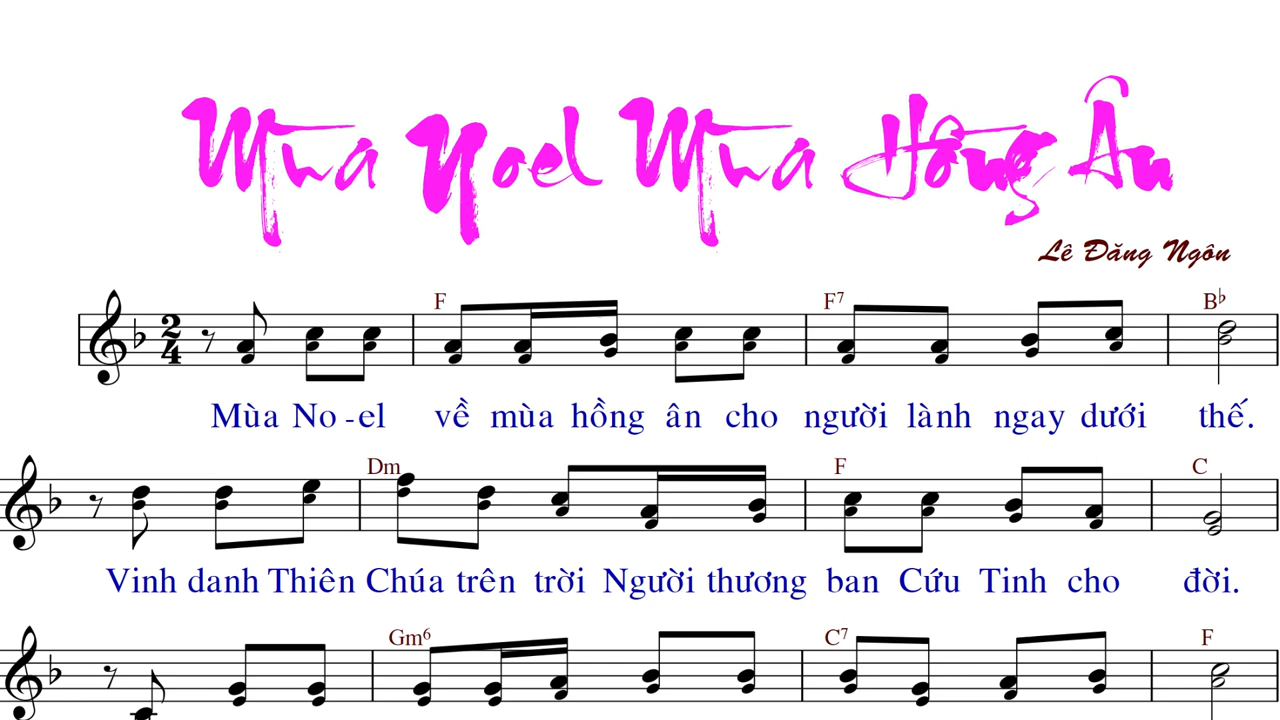 Mùa Noel Mùa Hồng Ân
Lê Đăng Ngôn
F F7 B♭
2
4
Mùa No-el về mùa hồng ân cho người lành ngay dưới thế.
Dm F C
Vinh danh Thiên Chúa trên trời Người thương ban Cứu Tinh cho đời.
Gm6 C7 F